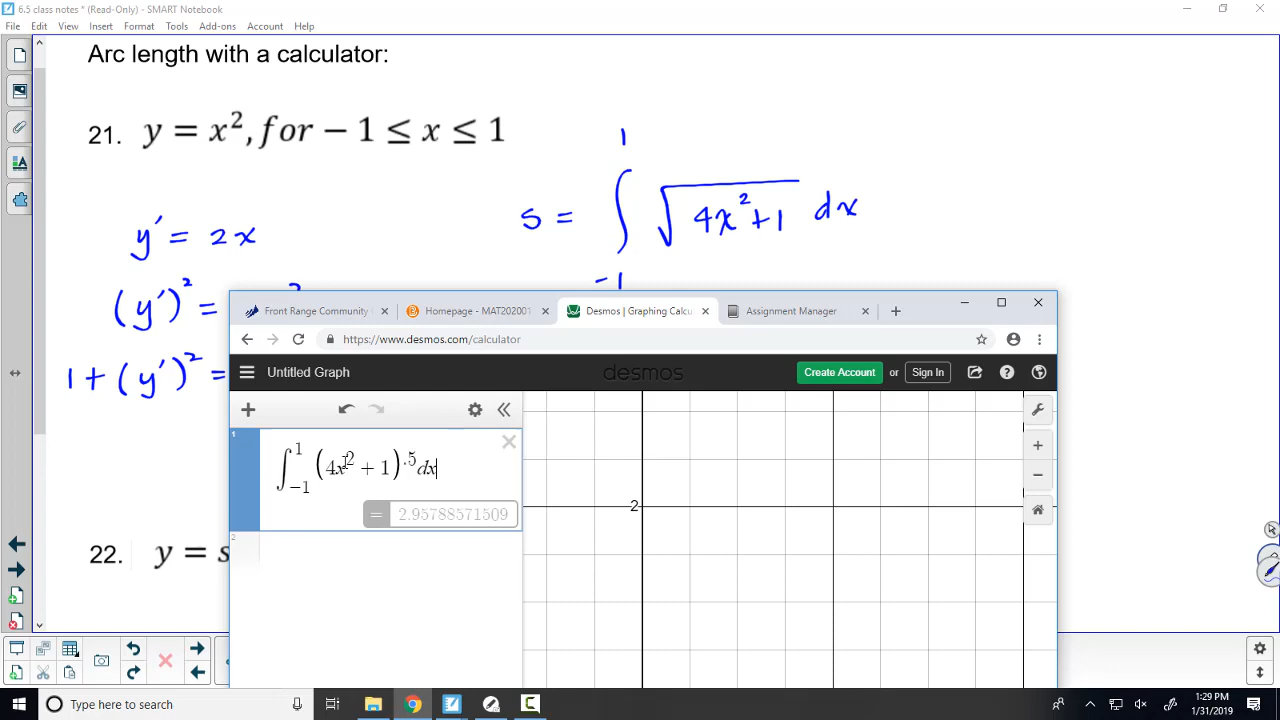 6.5 class notes * (Read-Only) — SMART Notebook
File Edit View Insert Format Tools Add-ons Account Help
Arc length with a calculator:
21. y = x², for − 1 ≤ x ≤ 1
y′ = 2x
s = ∫₋₁¹ √(4x²+1) dx
(y′)² =
1 + (y′)² =
Front Range Community
Homepage - MAT202001
Desmos | Graphing Calcu
Assignment Manager
https://www.desmos.com/calculator
Untitled Graph
desmos
Create Account or Sign In
1
∫₋₁¹ (4x² + 1)^.5 dx
= 2.95788571509
2
2
22. y = s
Type here to search
1:29 PM
1/31/2019